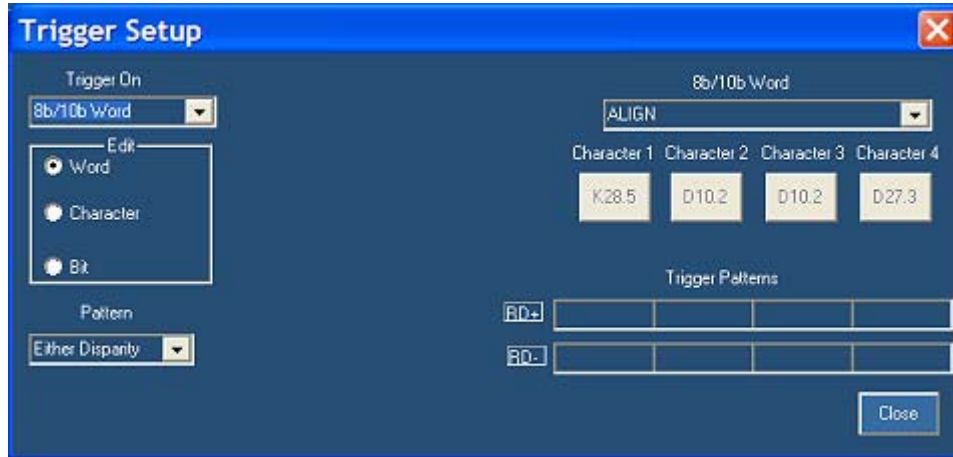 Trigger Setup
Trigger On
8b/10b Word
Edit
Word
Character
Bit
Pattern
Either Disparity
8b/10b Word
ALIGN
Character 1 Character 2 Character 3 Character 4
K28.5 D10.2 D10.2 D27.3
Trigger Patterns
RD+
RD-
Close